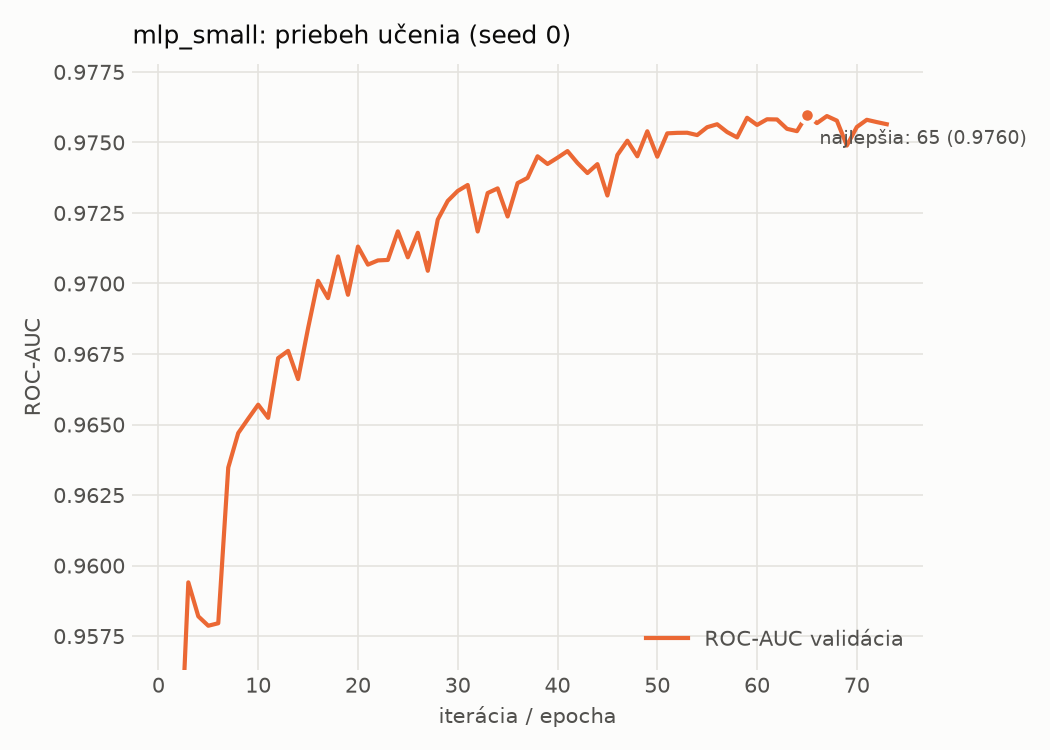 mlp_small: priebeh učenia (seed 0)
0.9775
0.9750
0.9725
0.9700
0.9675
0.9650
0.9625
0.9600
0.9575
ROC-AUC
najlepšia: 65 (0.9760)
ROC-AUC validácia
0 10 20 30 40 50 60 70
iterácia / epocha